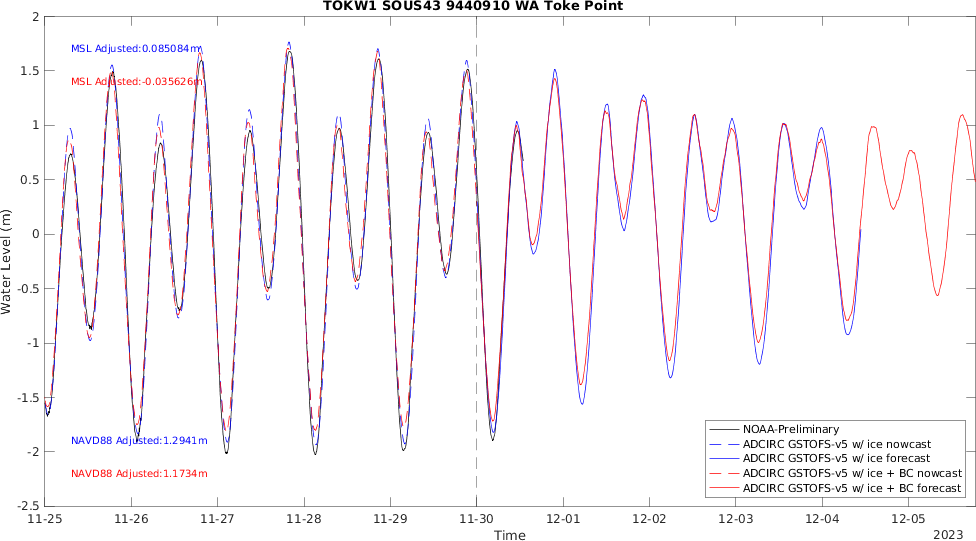 TOKW1 SOUS43 9440910 WA Toke Point
MSL Adjusted:0.085084m
MSL Adjusted:-0.035626m
NAVD88 Adjusted:1.2941m
NAVD88 Adjusted:1.1734m
Water Level (m)
2
1.5
1
0.5
0
-0.5
-1
-1.5
-2
-2.5
NOAA-Preliminary
ADCIRC GSTOFS-v5 w/ ice nowcast
ADCIRC GSTOFS-v5 w/ ice forecast
ADCIRC GSTOFS-v5 w/ ice + BC nowcast
ADCIRC GSTOFS-v5 w/ ice + BC forecast
11-25 11-26 11-27 11-28 11-29 11-30 12-01 12-02 12-03 12-04 12-05
Time
2023